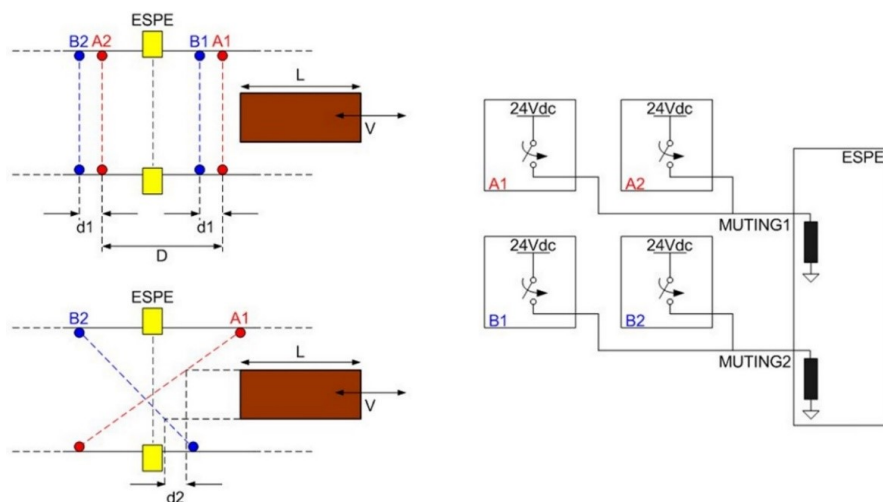 ESPE
B2 A2 B1 A1
L
V
d1 d1
D
ESPE
B2 A1
L
V
d2
24Vdc 24Vdc
ESPE
A1 A2
MUTING1
24Vdc 24Vdc
B1 B2
MUTING2